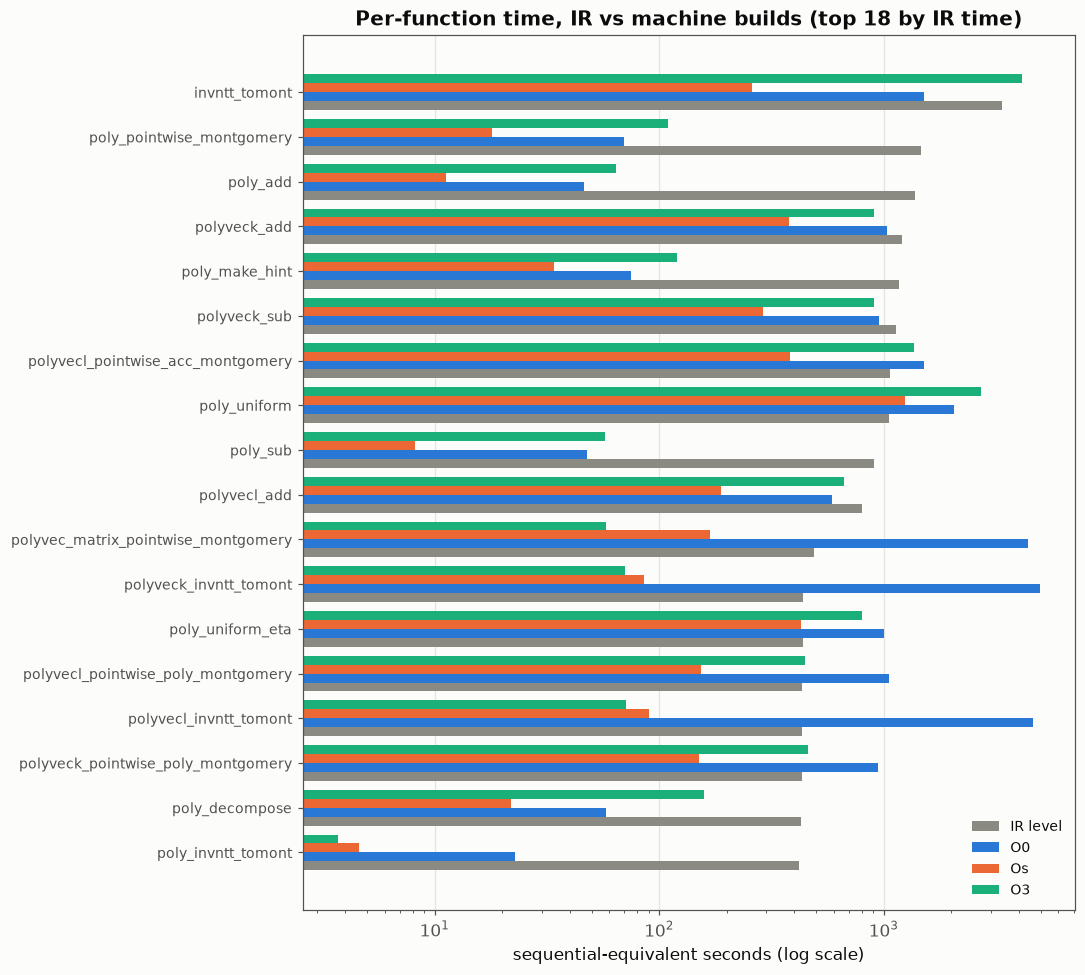 Per-function time, IR vs machine builds (top 18 by IR time)
invntt_tomont
poly_pointwise_montgomery
poly_add
polyveck_add
poly_make_hint
polyveck_sub
polyvecl_pointwise_acc_montgomery
poly_uniform
poly_sub
polyvecl_add
polyvec_matrix_pointwise_montgomery
polyveck_invntt_tomont
poly_uniform_eta
polyvecl_pointwise_poly_montgomery
polyvecl_invntt_tomont
polyveck_pointwise_poly_montgomery
poly_decompose
poly_invntt_tomont
IR level
O0
Os
O3
10¹ 10² 10³
sequential-equivalent seconds (log scale)